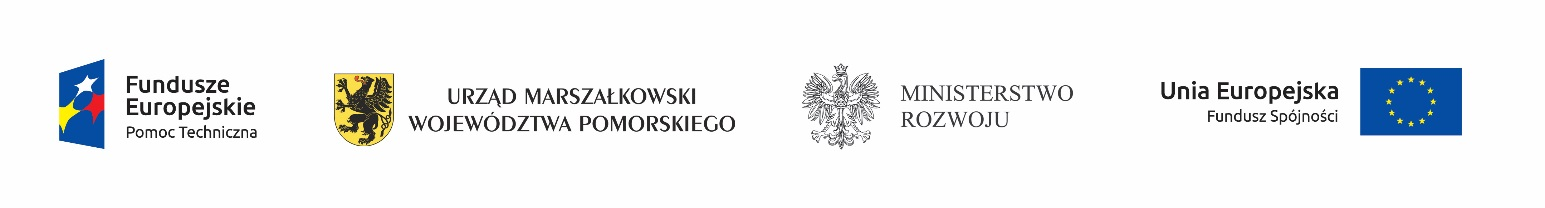 Fundusze
Europejskie
Pomoc Techniczna
URZĄD MARSZAŁKOWSKI
WOJEWÓDZTWA POMORSKIEGO
MINISTERSTWO
ROZWOJU
Unia Europejska
Fundusz Spójności